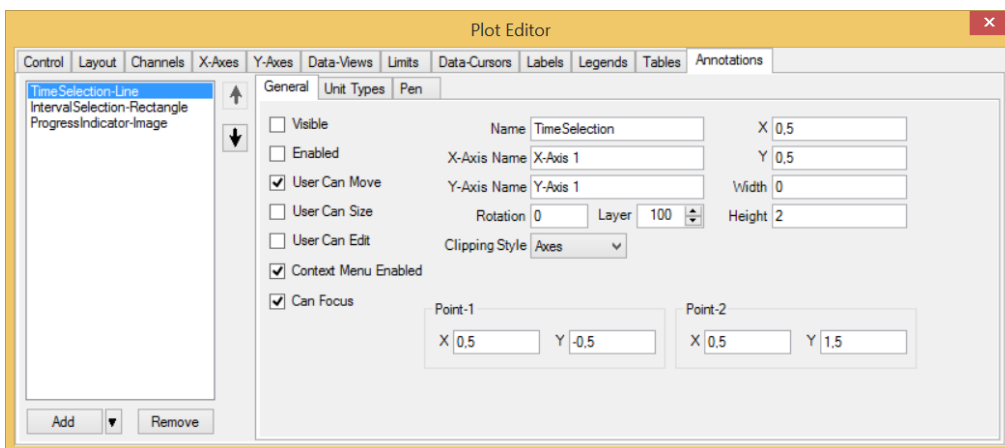 Plot Editor
Control Layout Channels X-Axes Y-Axes Data-Views Limits Data-Cursors Labels Legends Tables Annotations
TimeSelection-Line
IntervalSelection-Rectangle
ProgressIndicator-Image
Add
Remove
General Unit Types Pen
Visible
Enabled
User Can Move
User Can Size
User Can Edit
Context Menu Enabled
Can Focus
Name TimeSelection
X-Axis Name X-Axis 1
Y-Axis Name Y-Axis 1
Rotation 0 Layer 100
Clipping Style Axes
X 0,5
Y 0,5
Width 0
Height 2
Point-1
X 0,5 Y -0,5
Point-2
X 0,5 Y 1,5